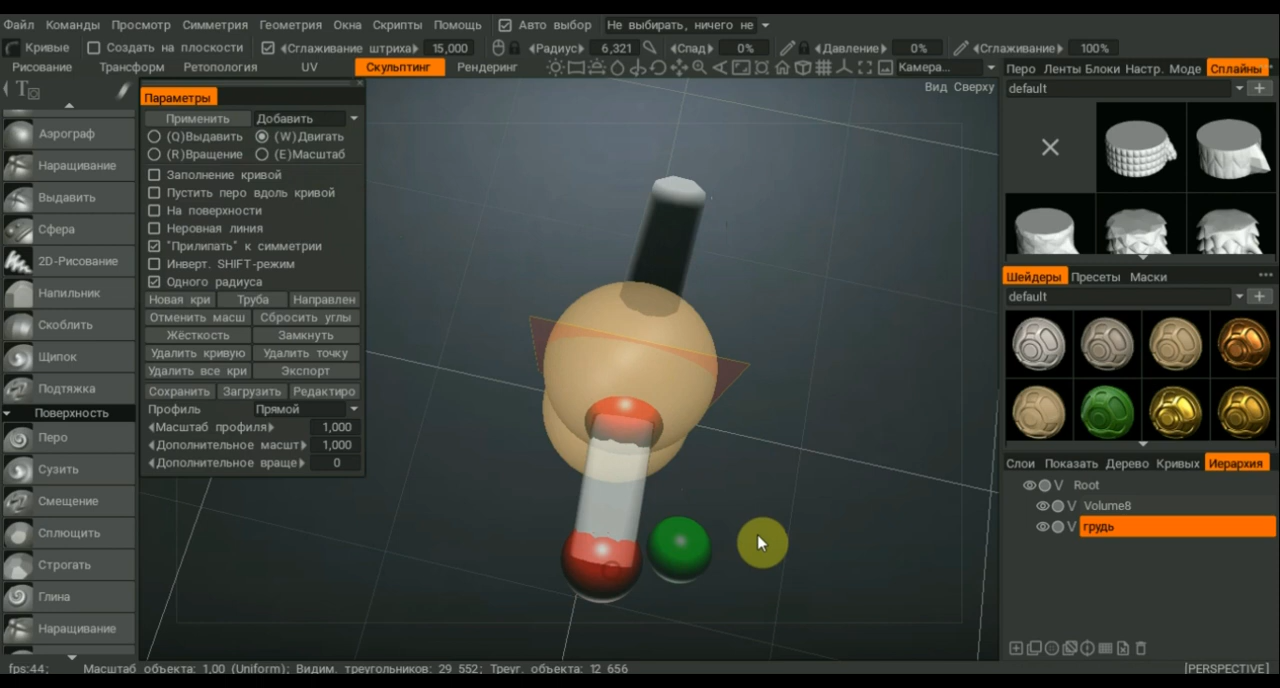 Файл Команды Просмотр Симметрия Геометрия Окна Скрипты Помощь Авто выбор Не выбирать, ничего не
Кривые Создать на плоскости Сглаживание штриха 15,000 Радиус 6,321 Спад 0% Давление 0% Сглаживание 100%
Рисование Трансформ Ретопология UV Скульптинг Рендеринг Камера...
Перо Ленты Блоки Настр. Моде Сплайны
default
Вид Сверху
Аэрограф
Наращивание
Выдавить
Сфера
2D-Рисование
Напильник
Скоблить
Щипок
Подтяжка
Поверхность
Перо
Сузить
Смещение
Сплющить
Строгать
Глина
Наращивание
Параметры
Применить Добавить
(Q)Выдавить (W)Двигать
(R)Вращение (E)Масштаб
Заполнение кривой
Пустить перо вдоль кривой
На поверхности
Неровная линия
"Прилипать" к симметрии
Инверт. SHIFT-режим
Одного радиуса
Новая кри Труба Направлен
Отменить масш Сбросить углы
Жёсткость Замкнуть
Удалить кривую Удалить точку
Удалить все кри Экспорт
Сохранить Загрузить Редактиро
Профиль Прямой
Масштаб профиля 1,000
Дополнительное масшт 1,000
Дополнительное враще 0
Шейдеры Пресеты Маски
default
Слои Показать Дерево Кривых Иерархия
V Root
V Volume8
V грудь
fps:44; Масштаб объекта: 1,00 (Uniform); Видим. треугольников: 29 552; Треуг. объекта: 12 656
[PERSPECTIVE]